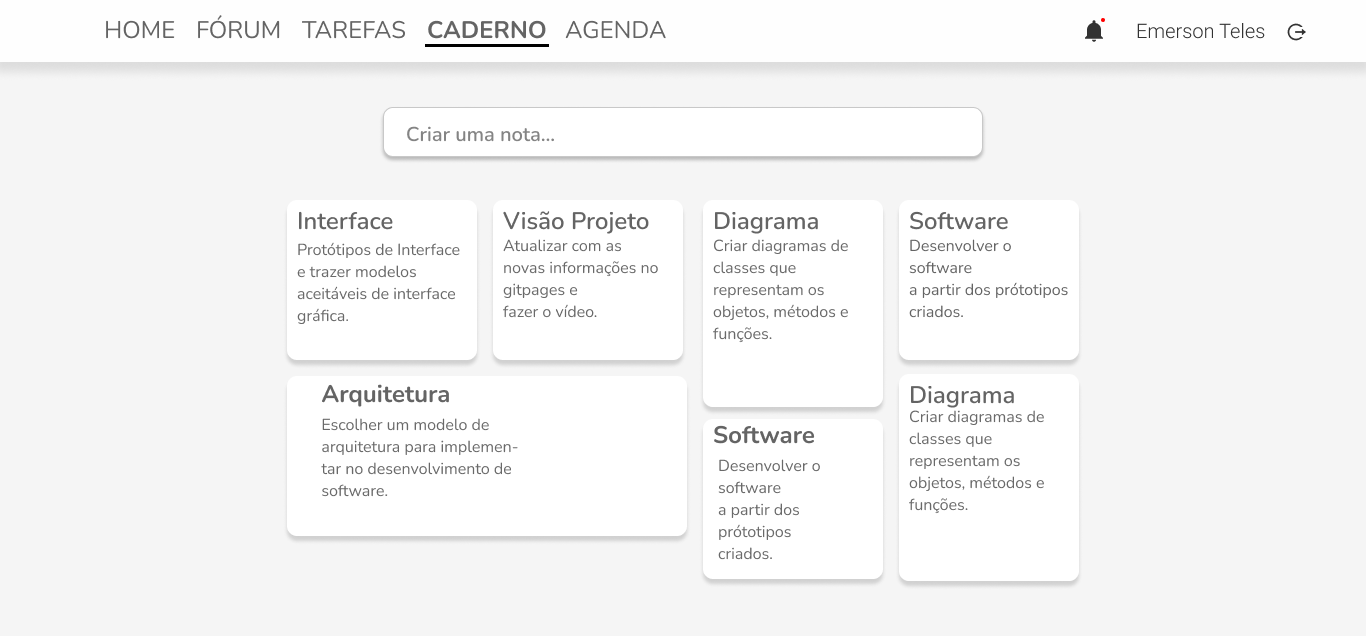 HOME FÓRUM TAREFAS CADERNO AGENDA Emerson Teles
Criar uma nota...
Interface
Protótipos de Interface
e trazer modelos
aceitáveis de interface
gráfica.
Visão Projeto
Atualizar com as
novas informações no
gitpages e
fazer o vídeo.
Diagrama
Criar diagramas de
classes que
representam os
objetos, métodos e
funções.
Software
Desenvolver o
software
a partir dos prótotipos
criados.
Arquitetura
Escolher um modelo de
arquitetura para implemen-
tar no desenvolvimento de
software.
Software
Desenvolver o
software
a partir dos
prótotipos
criados.
Diagrama
Criar diagramas de
classes que
representam os
objetos, métodos e
funções.